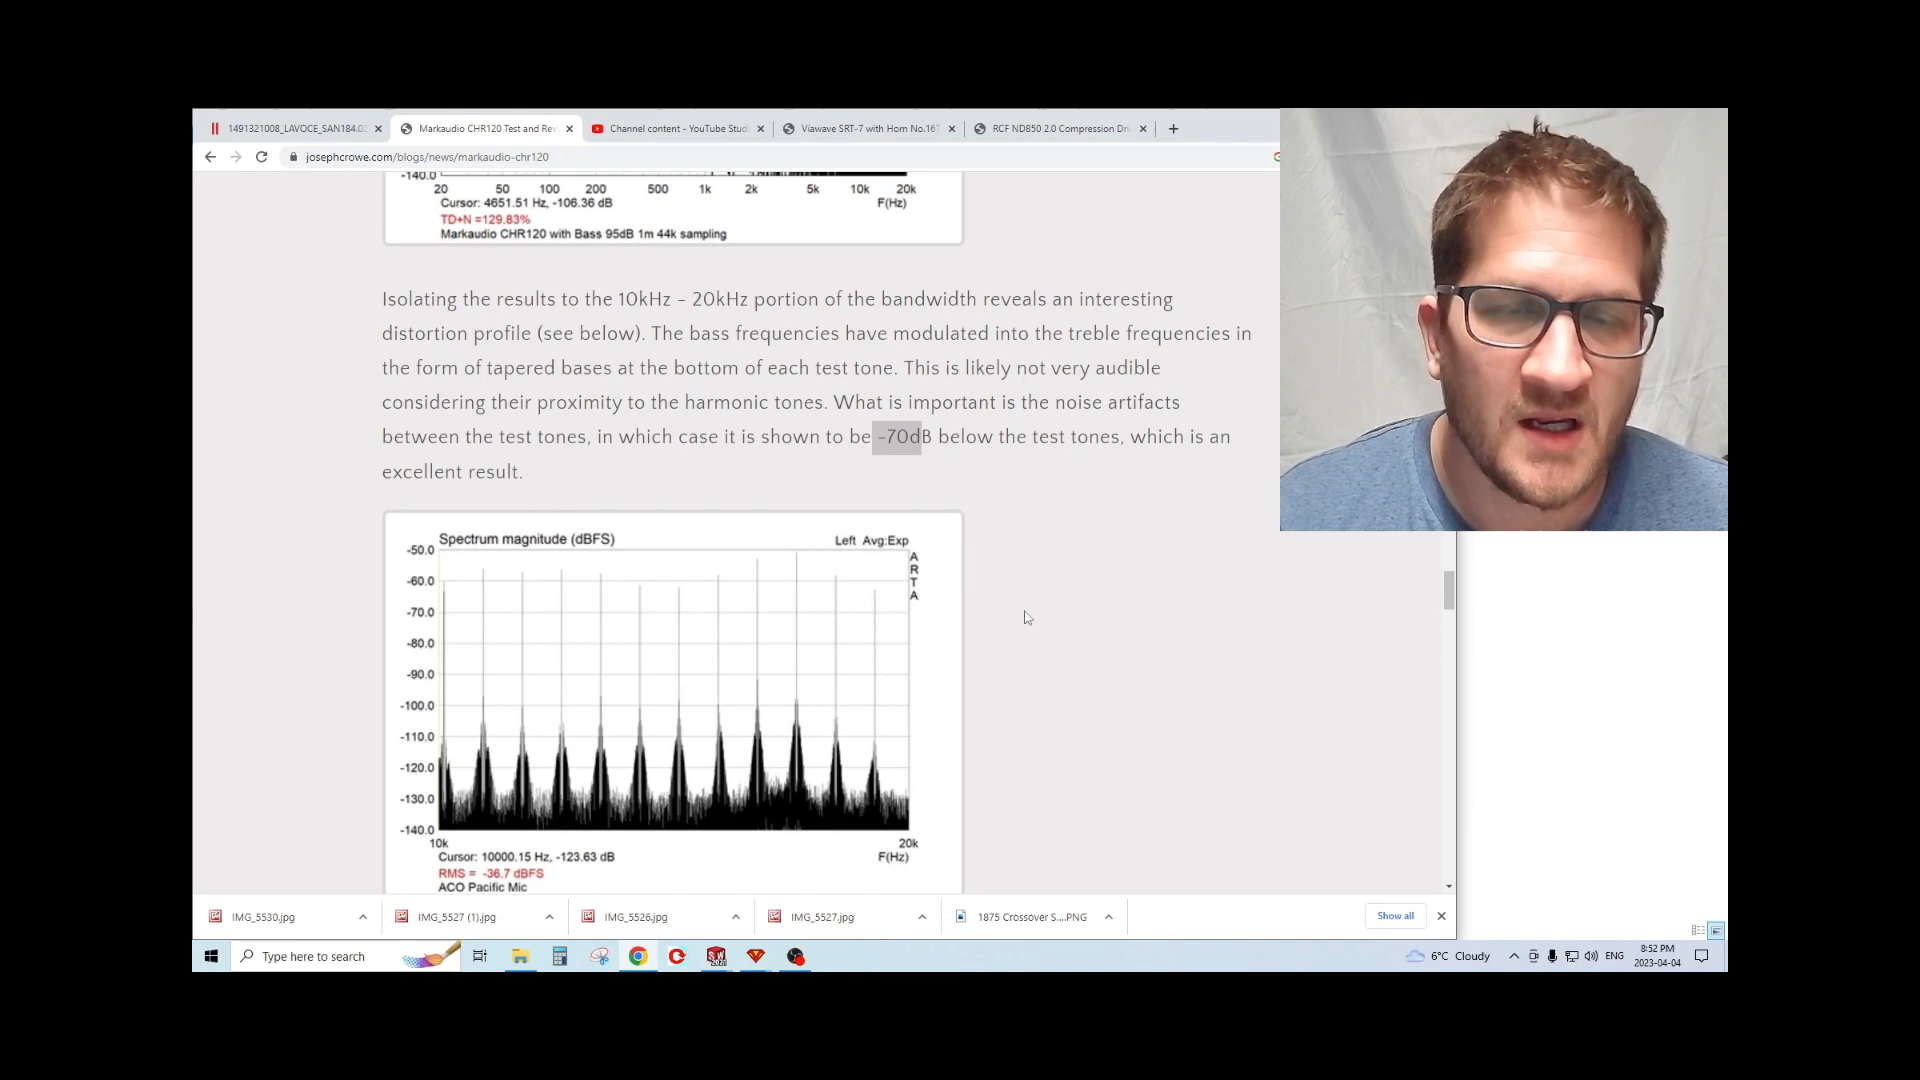 1491321008_LAVOCE_SAN184.02
Markaudio CHR120 Test and Rev
Channel content - YouTube Stud
Viawave SRT-7 with Horn No.167
RCF ND850 2.0 Compression Dri
josephcrowe.com/blogs/news/markaudio-chr120
-140.0
20 50 100 200 500 1k 2k 5k 10k 20k
Cursor: 4651.51 Hz, -106.36 dB F(Hz)
TD+N =129.83%
Markaudio CHR120 with Bass 95dB 1m 44k sampling
Isolating the results to the 10kHz - 20kHz portion of the bandwidth reveals an interesting
distortion profile (see below). The bass frequencies have modulated into the treble frequencies in
the form of tapered bases at the bottom of each test tone. This is likely not very audible
considering their proximity to the harmonic tones. What is important is the noise artifacts
between the test tones, in which case it is shown to be -70dB below the test tones, which is an
excellent result.
Spectrum magnitude (dBFS) Left Avg:Exp
-50.0
-60.0
-70.0
-80.0
-90.0
-100.0
-110.0
-120.0
-130.0
-140.0
A
R
T
A
10k 20k
Cursor: 10000.15 Hz, -123.63 dB F(Hz)
RMS = -36.7 dBFS
ACO Pacific Mic
IMG_5530.jpg
IMG_5527 (1).jpg
IMG_5526.jpg
IMG_5527.jpg
1875 Crossover S....PNG
Show all
Type here to search
6°C Cloudy
ENG
8:52 PM
2023-04-04